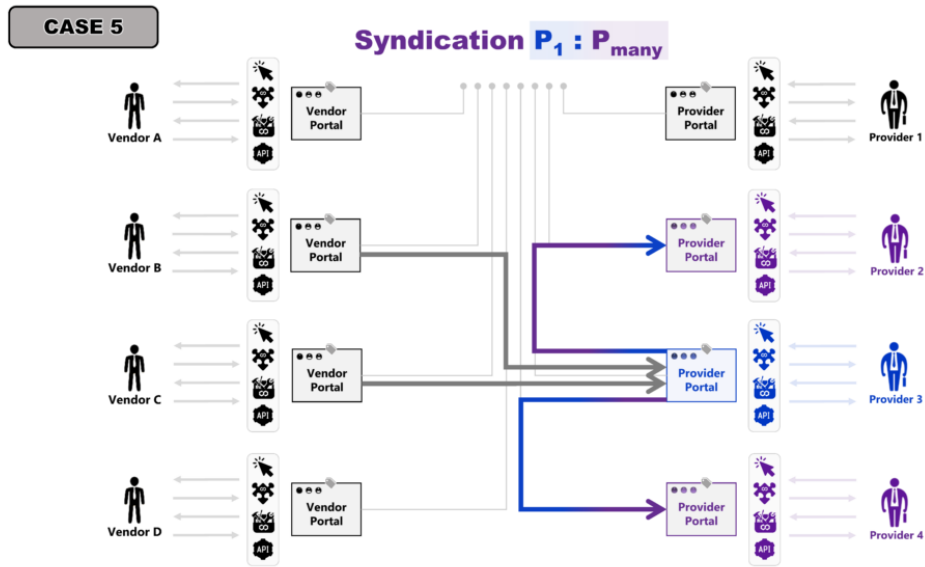 CASE 5
Syndication P1 : Pmany
Vendor A
API
Vendor
Portal
Provider
Portal
API
Provider 1
Vendor B
API
Vendor
Portal
Provider
Portal
API
Provider 2
Vendor C
API
Vendor
Portal
Provider
Portal
API
Provider 3
Vendor D
API
Vendor
Portal
Provider
Portal
API
Provider 4